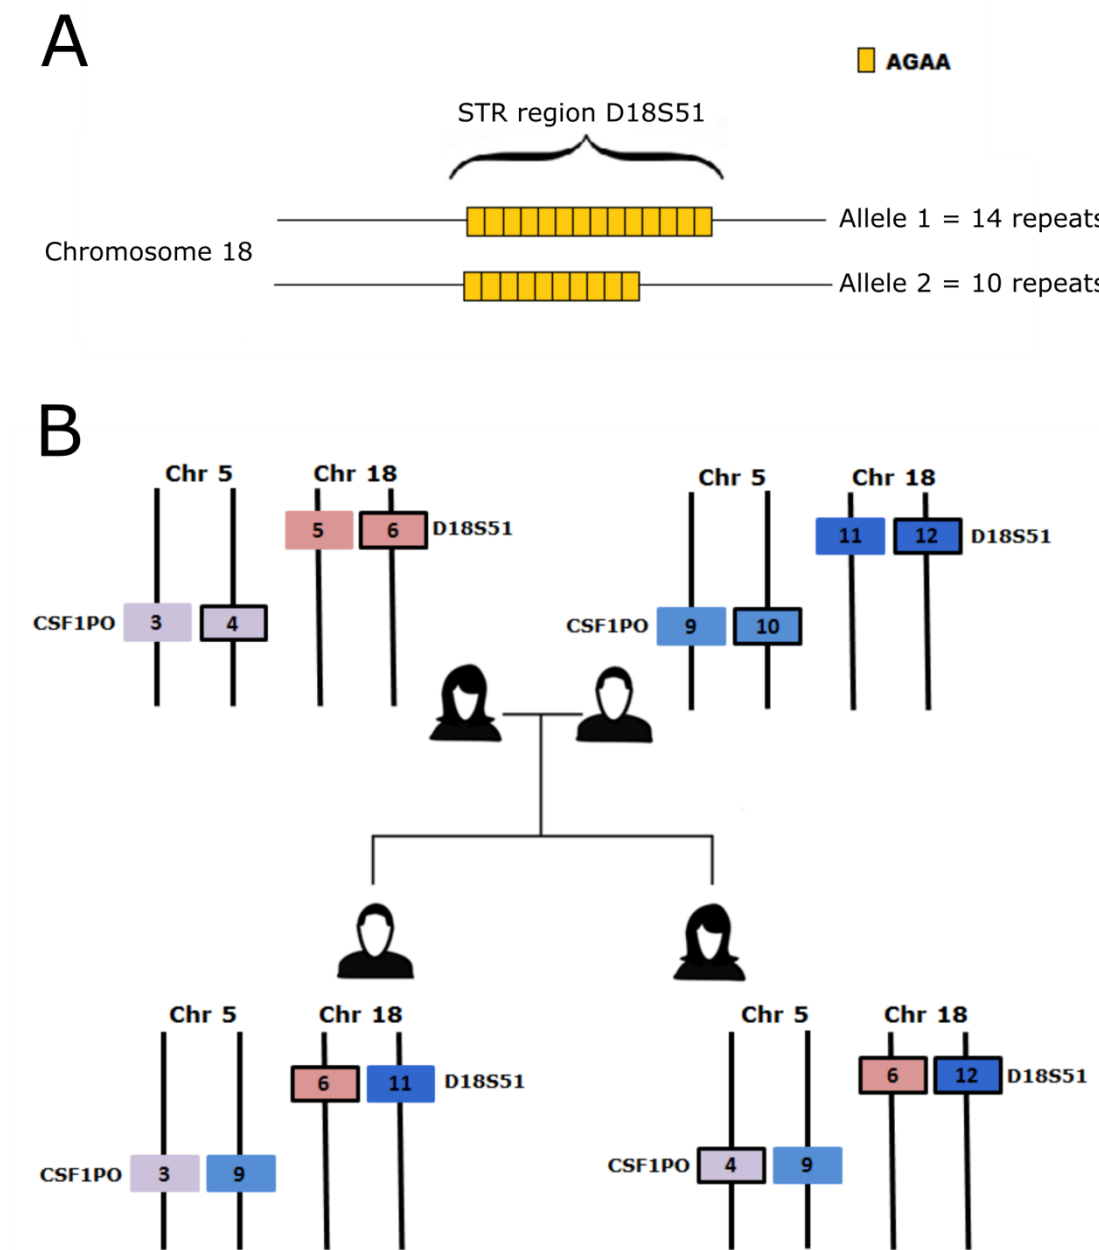 A
AGAA
STR region D18S51
Allele 1 = 14 repeats
Chromosome 18
Allele 2 = 10 repeats
B
Chr 5 Chr 18
5 6 D18S51
CSF1PO 3 4
Chr 5 Chr 18
11 12 D18S51
CSF1PO 9 10
Chr 5 Chr 18
6 11 D18S51
CSF1PO 3 9
Chr 5 Chr 18
6 12 D18S51
CSF1PO 4 9